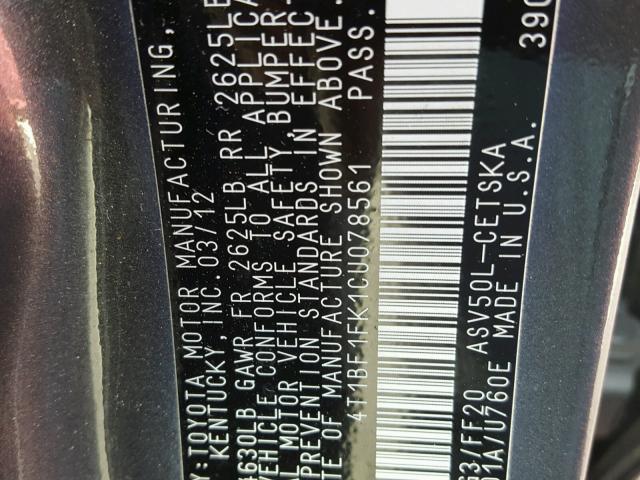 Y:TOYOTA MOTOR MANUFACTURING,
KENTUCKY, INC. 03/12
4630LB GAWR FR 2625LB RR 2625LB
VEHICLE CONFORMS TO ALL APPLICA
AL MOTOR VEHICLE SAFETY, BUMPER
PREVENTION STANDARDS IN EFFEC
TE OF MANUFACTURE SHOWN ABOVE.
4T1BF1FK1CU078561 PASS.
G3/FF20 ASV50L-CETSKA
01A/U760E MADE IN U.S.A.
390